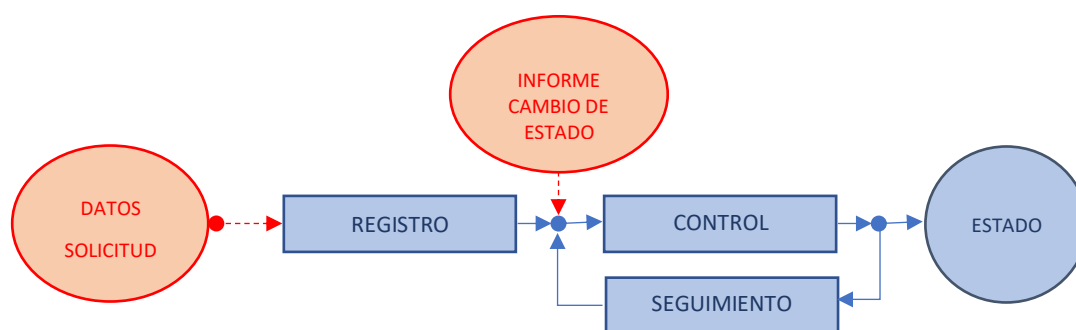 INFORME
CAMBIO DE
ESTADO
DATOS
SOLICITUD
REGISTRO
CONTROL
ESTADO
SEGUIMIENTO